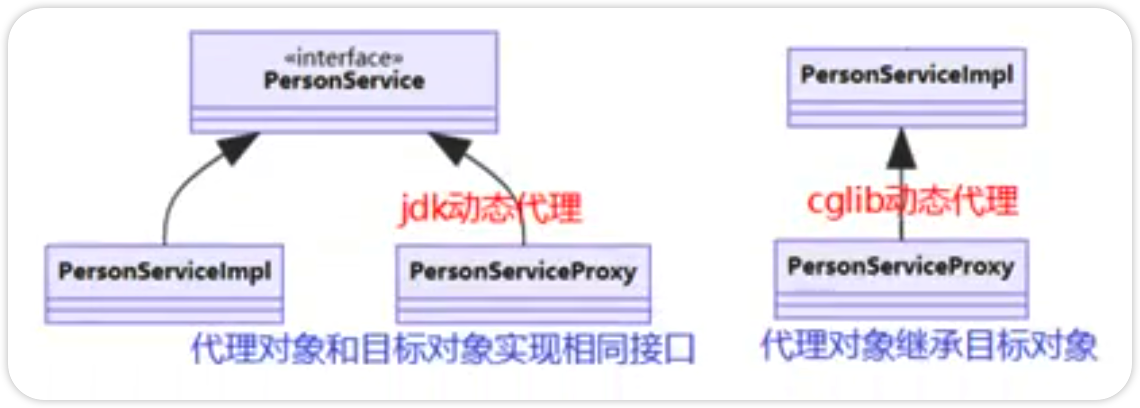 «interface»
PersonService
PersonServiceImpl
jdk动态代理
cglib动态代理
PersonServiceImpl
PersonServiceProxy
PersonServiceProxy
代理对象和目标对象实现相同接口
代理对象继承目标对象